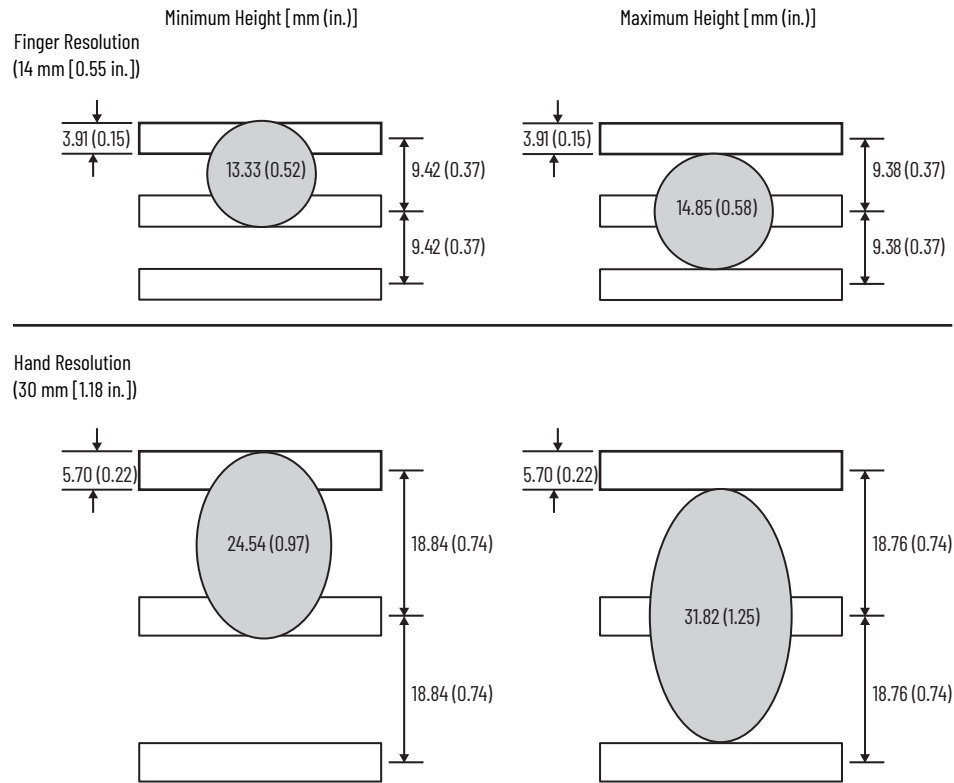 Minimum Height [mm (in.)]
Maximum Height [mm (in.)]
Finger Resolution
(14 mm [0.55 in.])
3.91 (0.15)
13.33 (0.52)
9.42 (0.37)
9.42 (0.37)
3.91 (0.15)
14.85 (0.58)
9.38 (0.37)
9.38 (0.37)
Hand Resolution
(30 mm [1.18 in.])
5.70 (0.22)
24.54 (0.97)
18.84 (0.74)
18.84 (0.74)
5.70 (0.22)
31.82 (1.25)
18.76 (0.74)
18.76 (0.74)